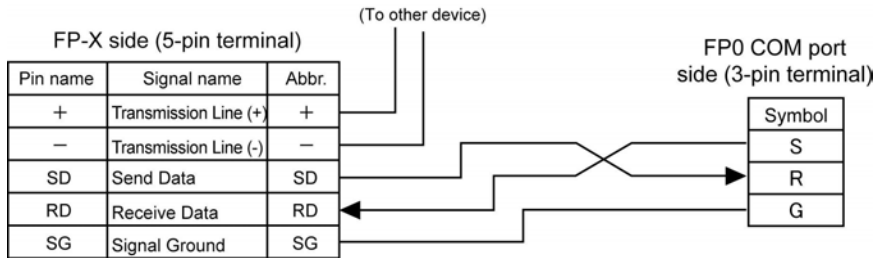 (To other device)
FP-X side (5-pin terminal)
Pin name Signal name Abbr.
+ Transmission Line (+) +
− Transmission Line (-) −
SD Send Data SD
RD Receive Data RD
SG Signal Ground SG
FP0 COM port
side (3-pin terminal)
Symbol
S
R
G